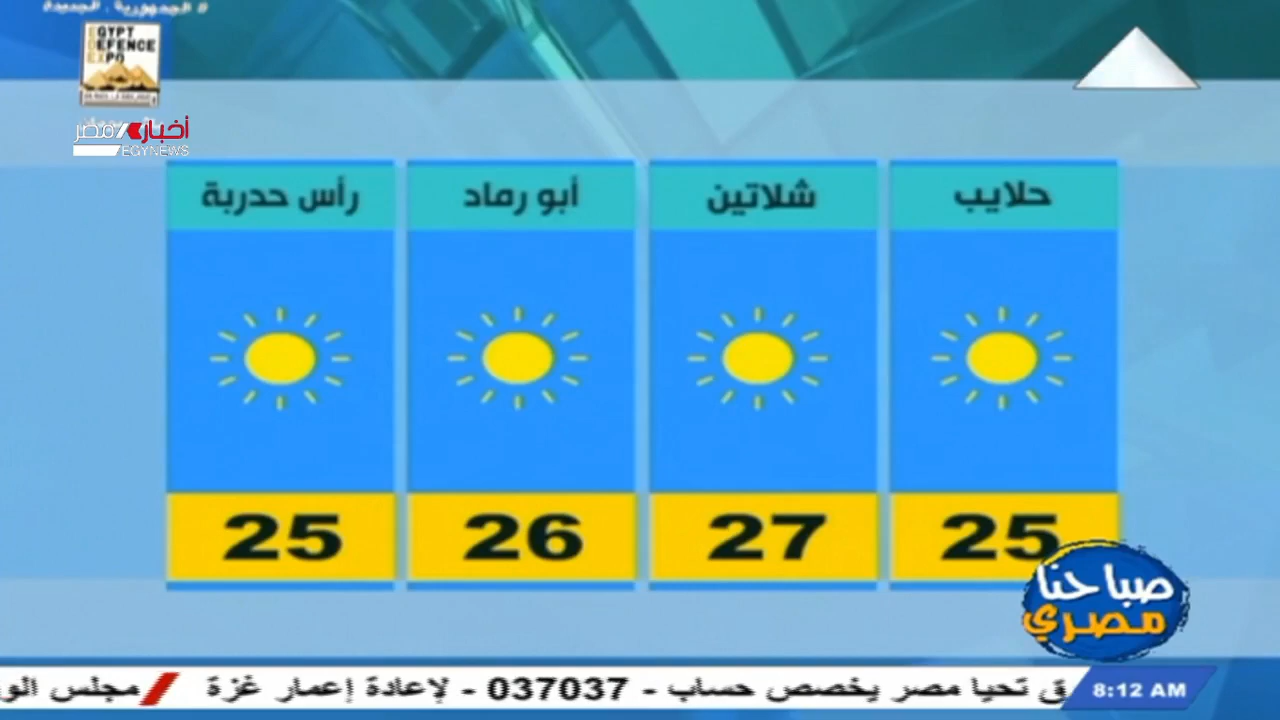 # الجمهورية_الجديدة
EGYPT
DEFENCE
EXPO
أخبار مصر
EGYNEWS
حلايب
شلاتين
أبو رماد
رأس حدربة
25
27
26
25
صباحنا
مصري
8:12 AM
ق تحيا مصر يخصص حساب - 037037 - لإعادة إعمار غزة
مجلس الو